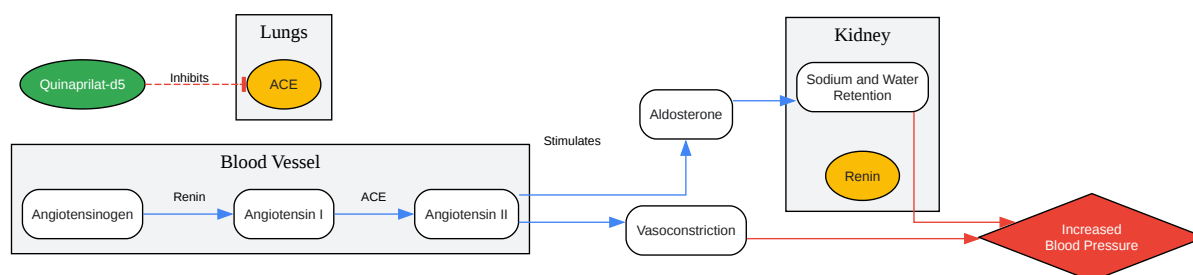 Lungs
Quinaprilat-d5
Inhibits
ACE
Kidney
Sodium and Water
Retention
Aldosterone
Stimulates
Blood Vessel
Renin
Angiotensinogen
Renin
Angiotensin I
ACE
Angiotensin II
Vasoconstriction
Increased
Blood Pressure